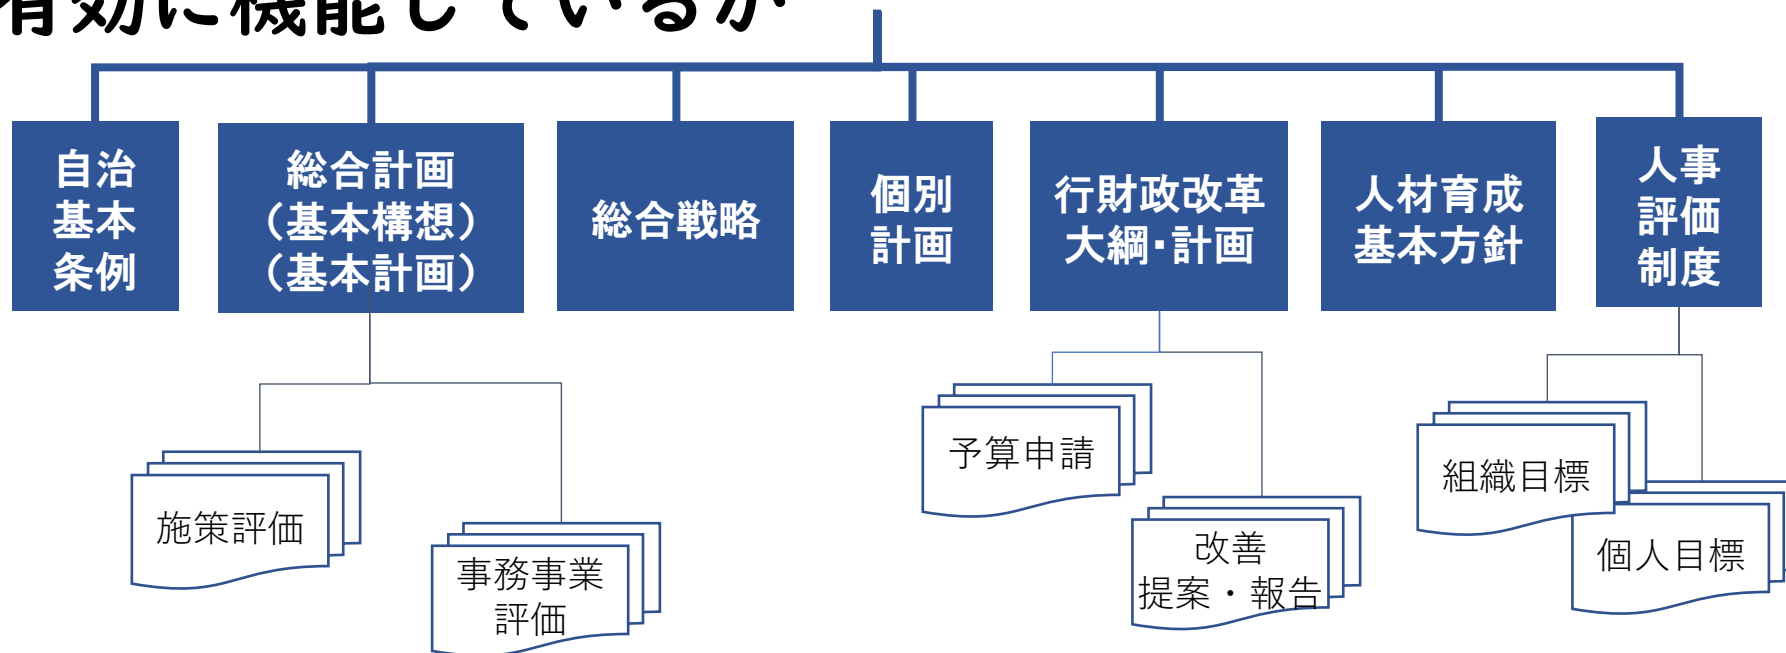 有効に機能しているか
自治
基本
条例
総合計画
（基本構想）
（基本計画）
総合戦略
個別
計画
行財政改革
大綱・計画
人材育成
基本方針
人事
評価
制度
施策評価
事務事業
評価
予算申請
改善
提案・報告
組織目標
個人目標